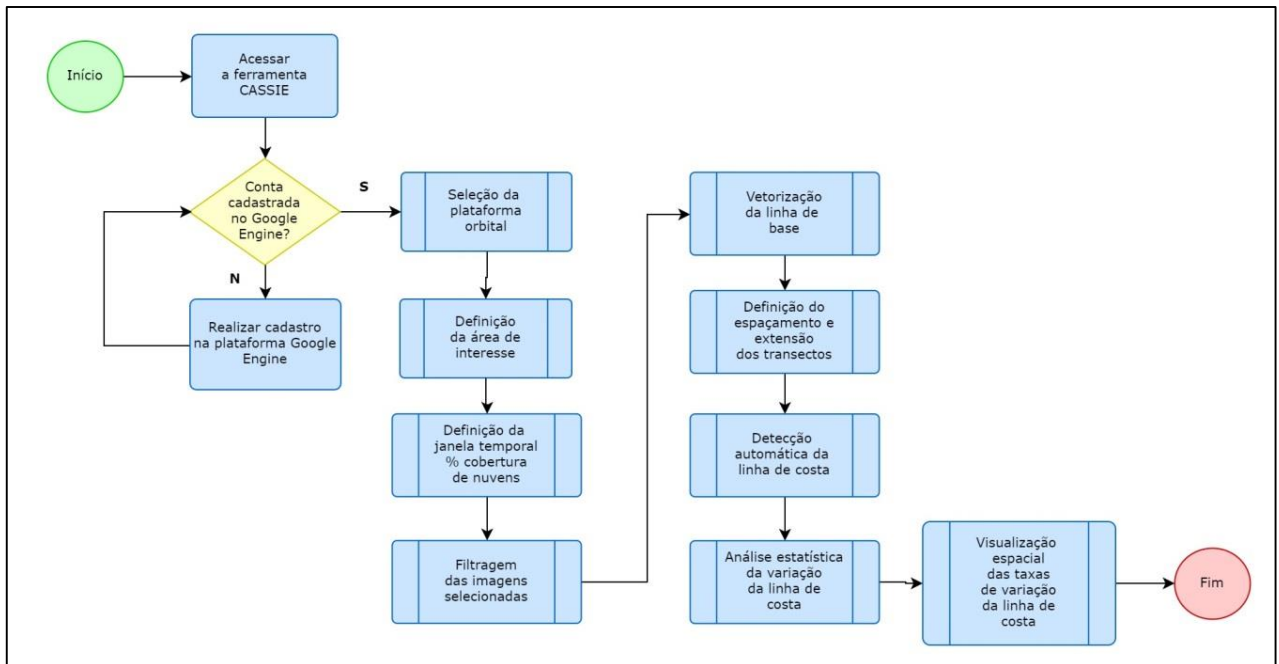 Início
Acessar
a ferramenta
CASSIE
Conta
cadastrada
no Google
Engine?
S
N
Realizar cadastro
na plataforma Google
Engine
Seleção da
plataforma
orbital
Definição
da área de
interesse
Definição da
janela temporal
% cobertura
de nuvens
Filtragem
das imagens
selecionadas
Vetorização
da linha de
base
Definição do
espaçamento e
extensão
dos transectos
Detecção
automática da
linha de costa
Análise estatística
da variação
da linha de
costa
Visualização
espacial
das taxas
de variação
da linha de
costa
Fim